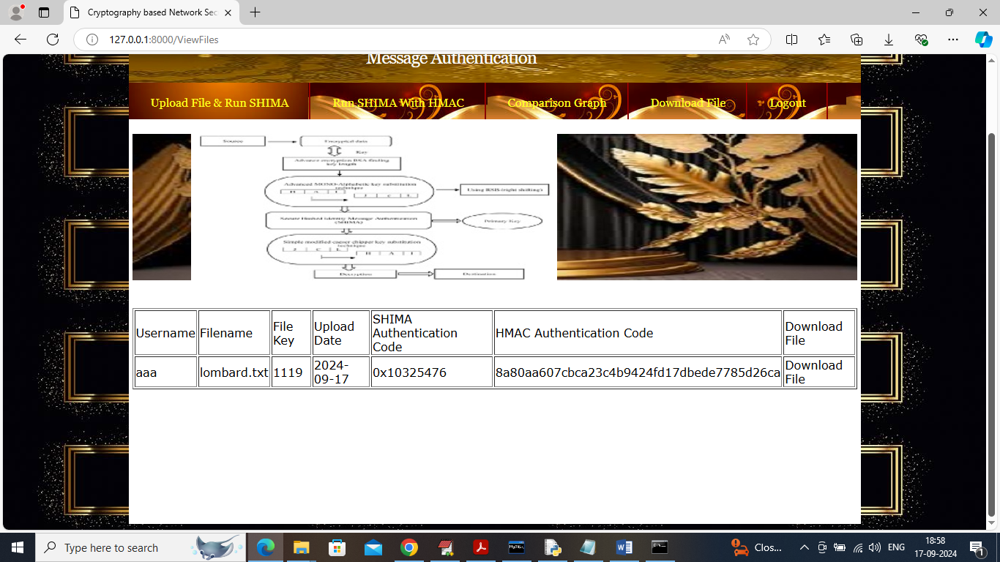 Cryptography based Network Sec
127.0.0.1:8000/ViewFiles
Message Authentication
Upload File & Run SHIMA
Run SHIMA With HMAC
Comparison Graph
Download File
Logout
Source
Encrypted data
Key
Advance encryption RSA finding
key length
Advanced MONO-Alphabetic key substitution
technique
H A I
J C L
Using RSB(right shifting)
Secure Hashed Identity Message Authentication
(SHIMA)
Primary Key
Simple modified caeser chipper key substitution
technique
J C L
H A I
Decryption
Destination
Username
Filename
File
Key
Upload
Date
SHIMA
Authentication
Code
HMAC Authentication Code
Download
File
aaa
lombard.txt
1119
2024-
09-17
0x10325476
8a80aa607cbca23c4b9424fd17dbede7785d26ca
Download
File
Type here to search
Clos...
ENG
18:58
17-09-2024
1